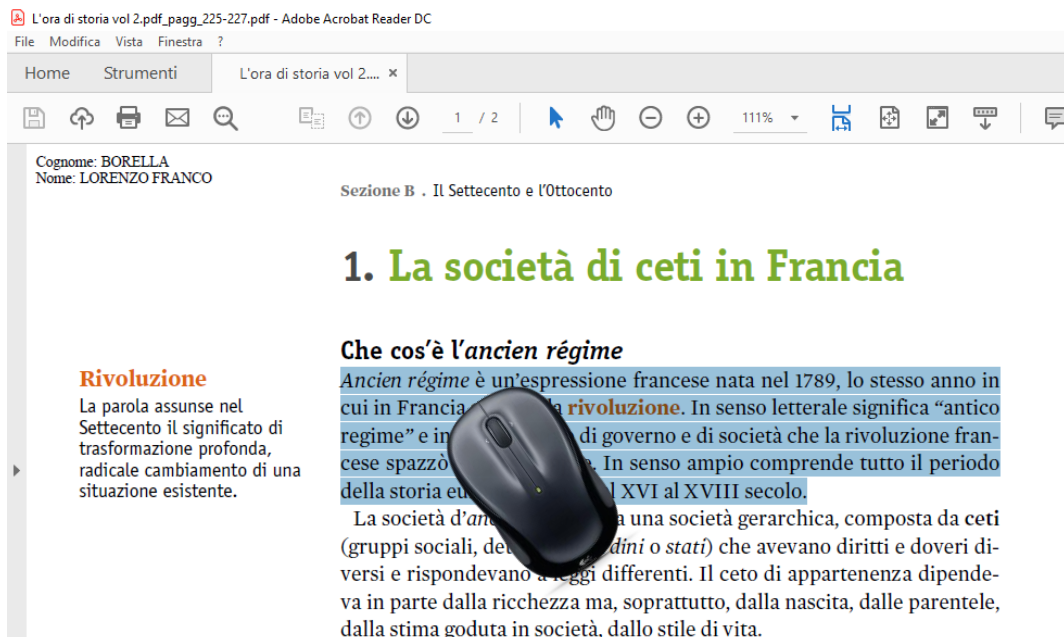 L'ora di storia vol 2.pdf_pagg_225-227.pdf - Adobe Acrobat Reader DC
File Modifica Vista Finestra ?
Home Strumenti L'ora di storia vol 2.... ×
1 / 2 111%
Cognome: BORELLA
Nome: LORENZO FRANCO
Sezione B . Il Settecento e l'Ottocento
1. La società di ceti in Francia
Che cos'è l'ancien régime
Rivoluzione
La parola assunse nel
Settecento il significato di
trasformazione profonda,
radicale cambiamento di una
situazione esistente.
Ancien régime è un'espressione francese nata nel 1789, lo stesso anno in
cui in Francia la rivoluzione. In senso letterale significa "antico
regime" e di governo e di società che la rivoluzione fran-
cese spazzò In senso ampio comprende tutto il periodo
della storia XVI al XVIII secolo.
La società d' una società gerarchica, composta da ceti
(gruppi sociali, o stati) che avevano diritti e doveri di-
versi e rispondevano a leggi differenti. Il ceto di appartenenza dipende-
va in parte dalla ricchezza ma, soprattutto, dalla nascita, dalle parentele,
dalla stima goduta in società, dallo stile di vita.